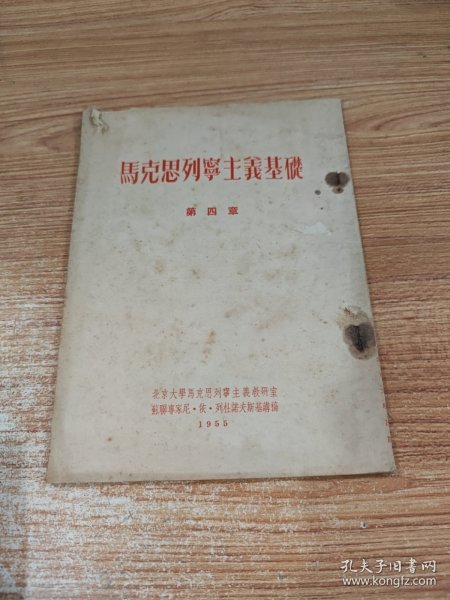 馬克思列寧主義基礎
第四章
北京大學馬克思列寧主義敎研室
蘇聯專家尼·彼·列杜諾夫斯基講稿
1955
孔夫子旧书网
www.kongfz.com